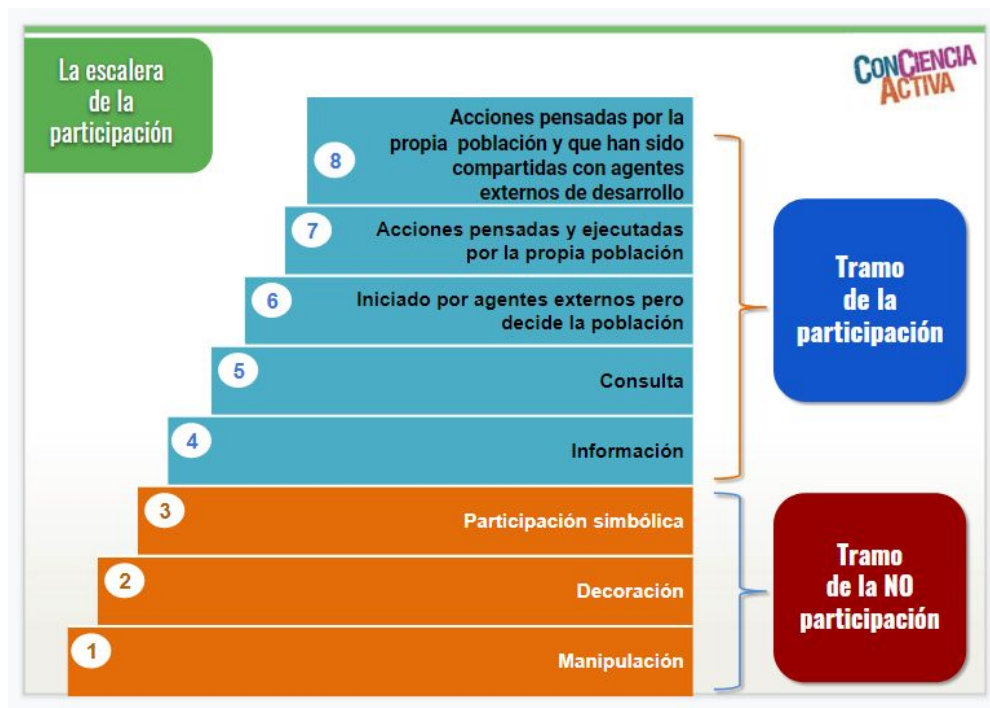 La escalera
de la
participación
CONCIENCIA
ACTIVA
8
Acciones pensadas por la
propia población y que han sido
compartidas con agentes
externos de desarrollo
7
Acciones pensadas y ejecutadas
por la propia población
6
Iniciado por agentes externos pero
decide la población
5
Consulta
4
Información
3
Participación simbólica
2
Decoración
1
Manipulación
Tramo
de la
participación
Tramo
de la NO
participación